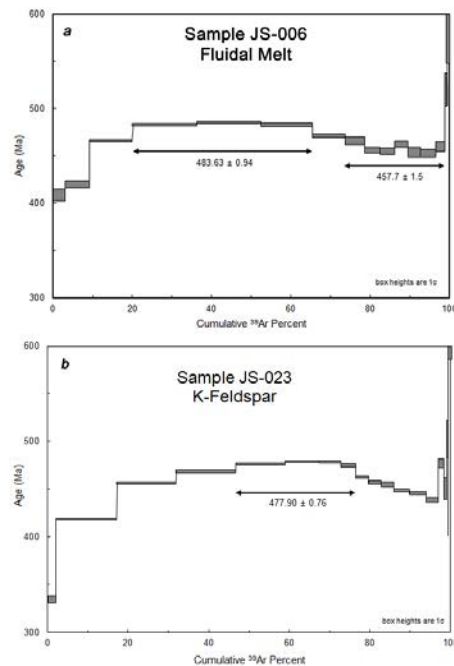 a
Sample JS-006
Fluidal Melt
600
500
400
300
Age (Ma)
483.63 ± 0.94
457.7 ± 1.5
box heights are 1σ
0 20 40 60 80 100
Cumulative ³⁹Ar Percent
b
Sample JS-023
K-Feldspar
600
500
400
300
Age (Ma)
477.90 ± 0.76
box heights are 1σ
0 20 40 60 80 100
Cumulative ³⁹Ar Percent